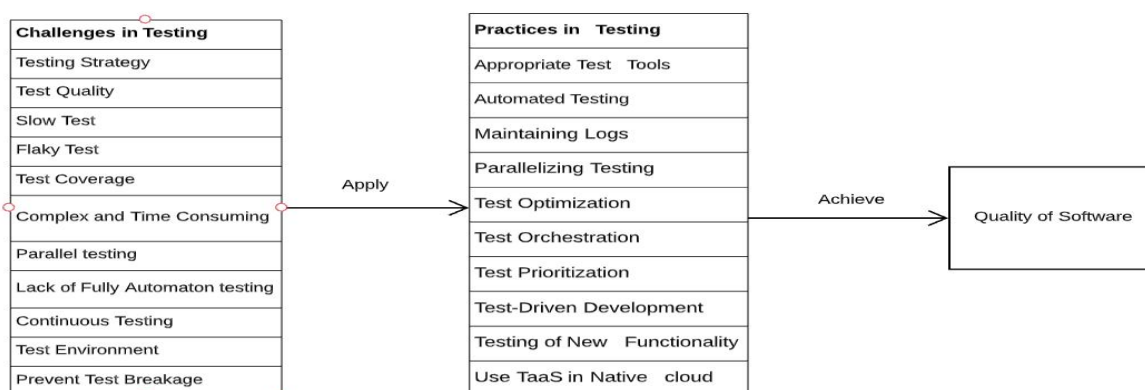 Challenges in Testing
Testing Strategy
Test Quality
Slow Test
Flaky Test
Test Coverage
Complex and Time Consuming
Parallel testing
Lack of Fully Automaton testing
Continuous Testing
Test Environment
Prevent Test Breakage
Apply
Practices in Testing
Appropriate Test Tools
Automated Testing
Maintaining Logs
Parallelizing Testing
Test Optimization
Test Orchestration
Test Prioritization
Test-Driven Development
Testing of New Functionality
Use TaaS in Native cloud
Achieve
Quality of Software